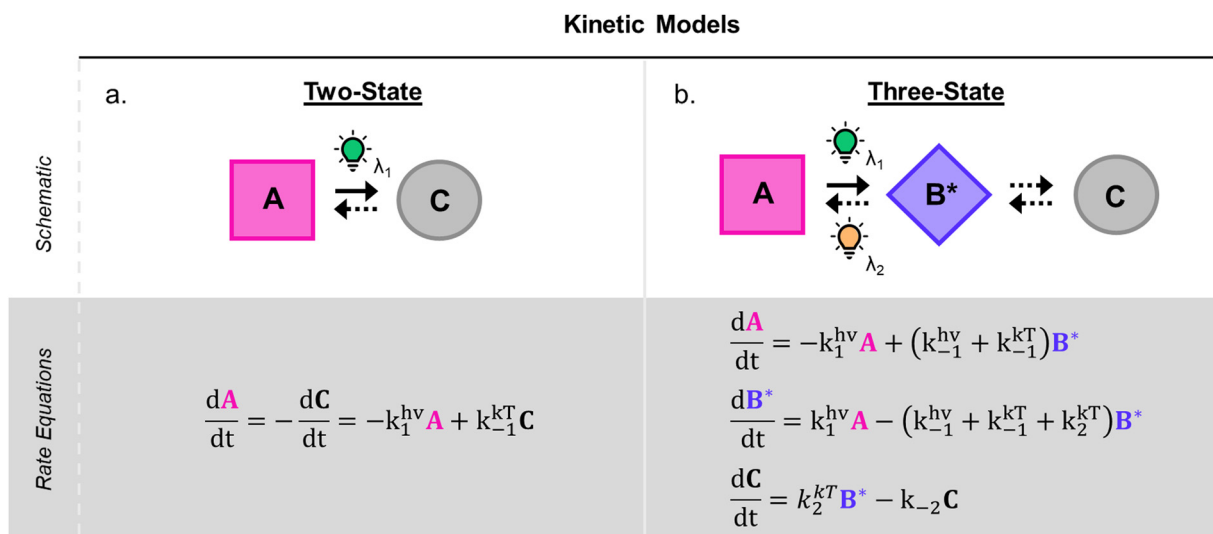 Kinetic Models
Schematic
a.
Two-State
λ₁
A
C
b.
Three-State
λ₁
A
B*
C
λ₂
Rate Equations
dA/dt = −dC/dt = −k₁^hv A + k₋₁^kT C
dA/dt = −k₁^hv A + (k₋₁^hv + k₋₁^kT)B*
dB*/dt = k₁^hv A − (k₋₁^hv + k₋₁^kT + k₂^kT)B*
dC/dt = k₂^kT B* − k₋₂ C